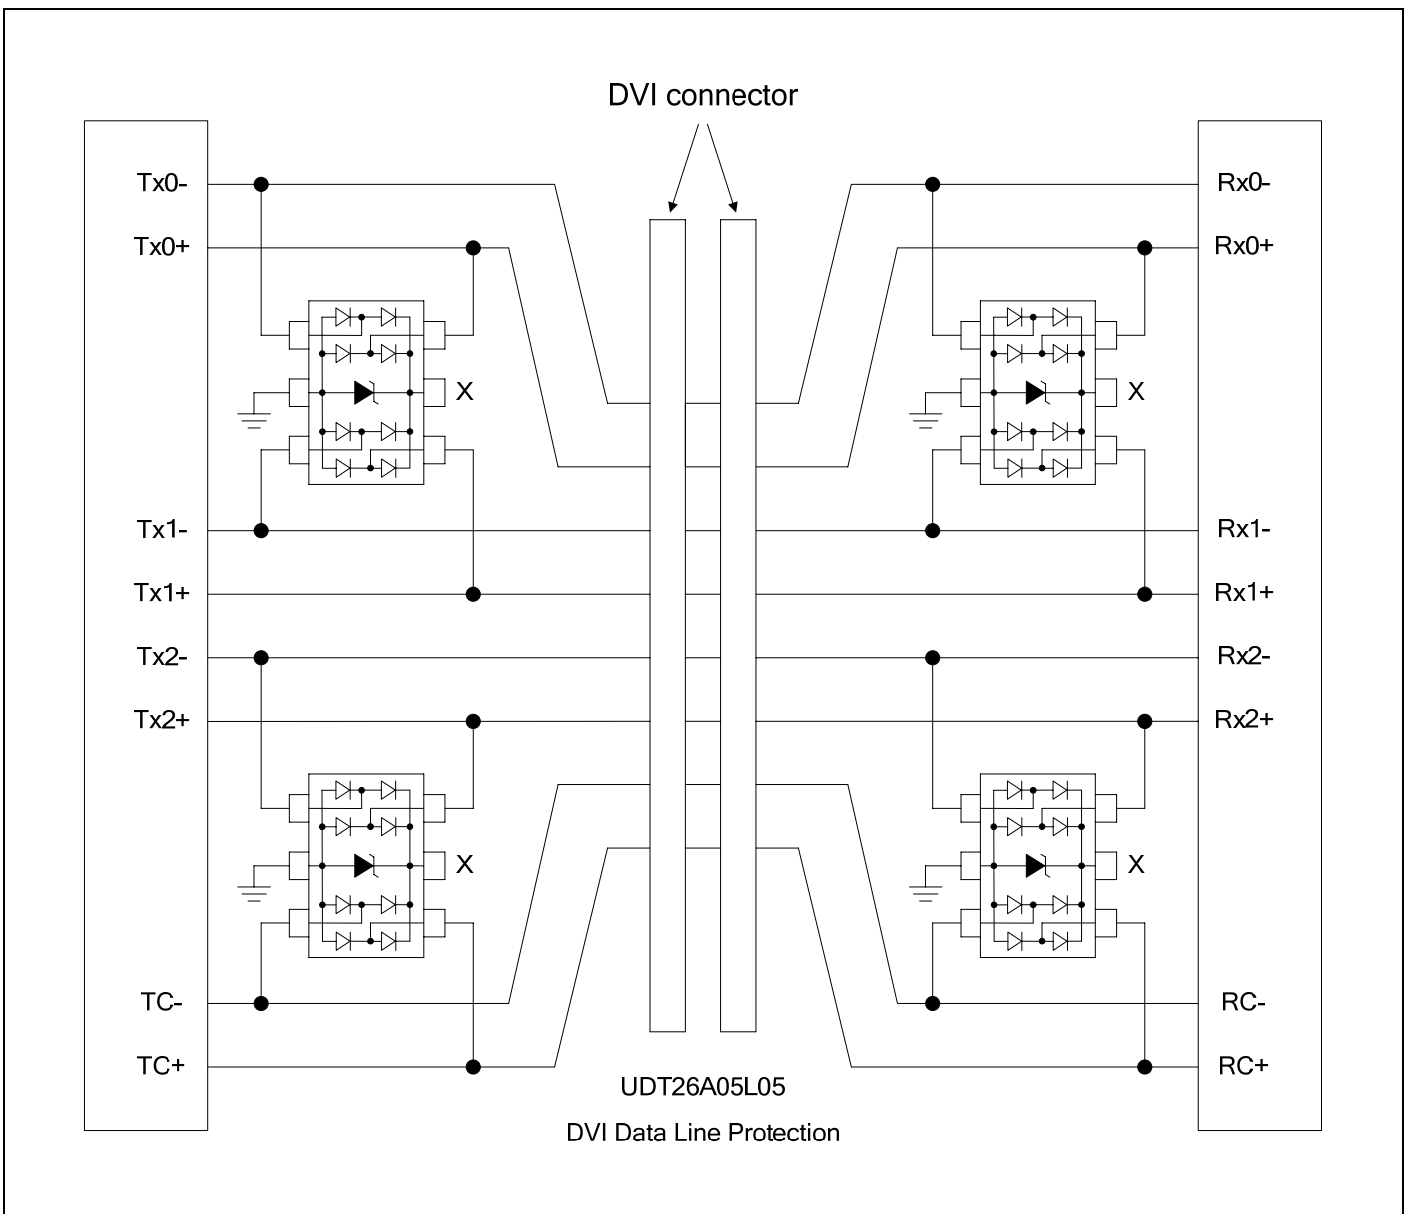 DVI connector
Tx0-
Rx0-
Tx0+
Rx0+
X
X
Tx1-
Rx1-
Tx1+
Rx1+
Tx2-
Rx2-
Tx2+
Rx2+
X
X
TC-
RC-
TC+
RC+
UDT26A05L05
DVI Data Line Protection